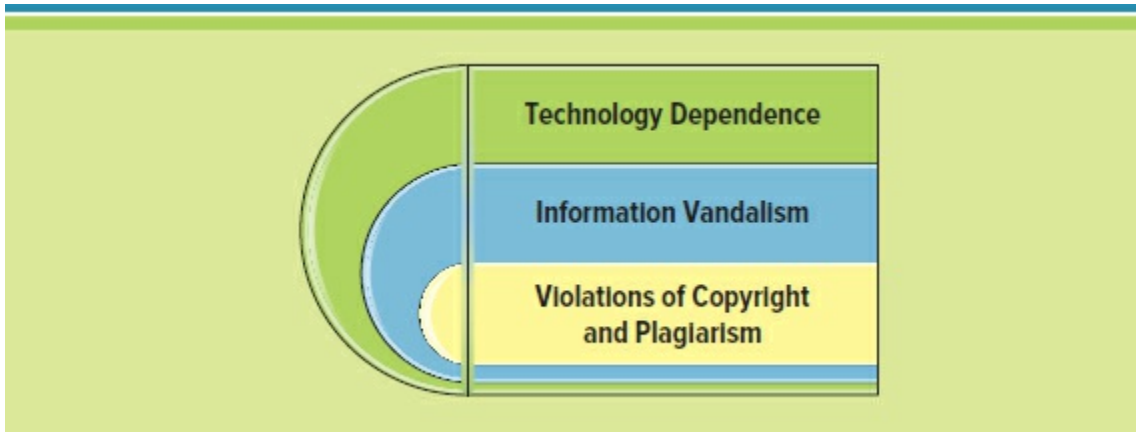 Technology Dependence
Information Vandalism
Violations of Copyright
and Plagiarism